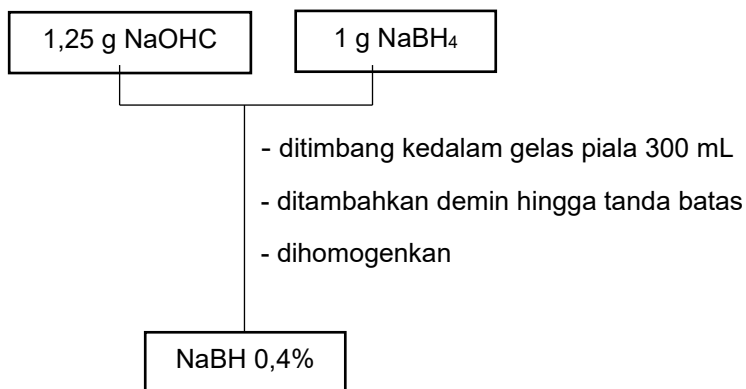 1,25 g NaOHC
1 g NaBH₄
- ditimbang kedalam gelas piala 300 mL
- ditambahkan demin hingga tanda batas
- dihomogenkan
NaBH 0,4%